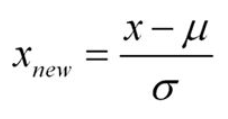 x_new = (x − μ) / σ